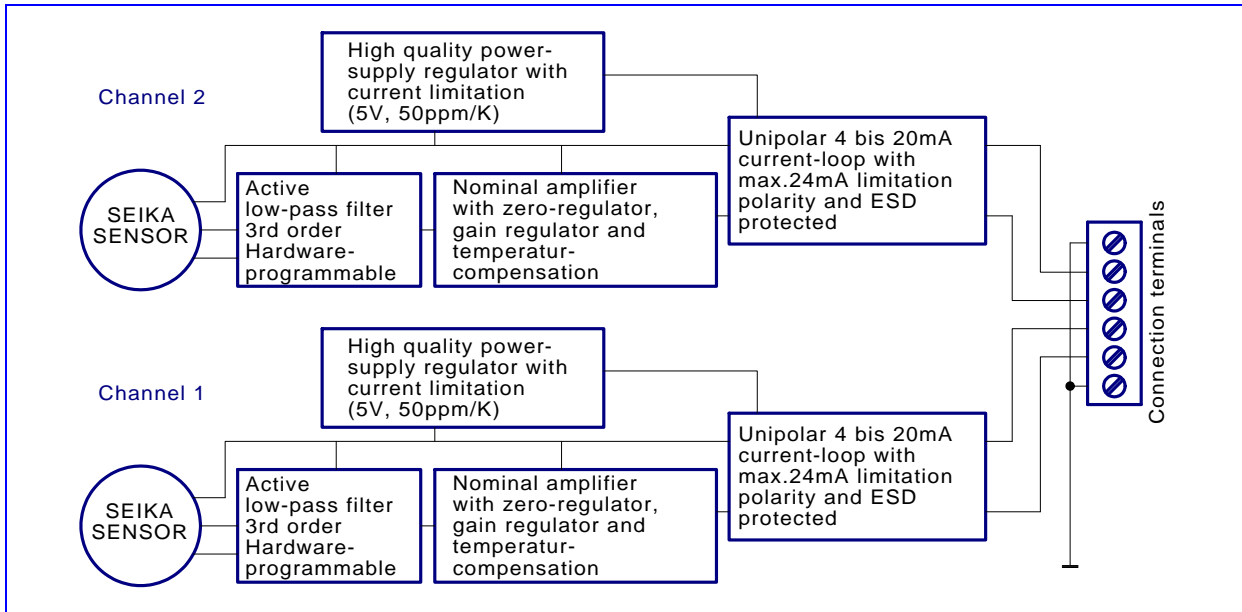 Channel 2
High quality power-
supply regulator with
current limitation
(5V, 50ppm/K)
SEIKA
SENSOR
Active
low-pass filter
3rd order
Hardware-
programmable
Nominal amplifier
with zero-regulator,
gain regulator and
temperatur-
compensation
Unipolar 4 bis 20mA
current-loop with
max.24mA limitation
polarity and ESD
protected
Connection terminals
Channel 1
High quality power-
supply regulator with
current limitation
(5V, 50ppm/K)
SEIKA
SENSOR
Active
low-pass filter
3rd order
Hardware-
programmable
Nominal amplifier
with zero-regulator,
gain regulator and
temperatur-
compensation
Unipolar 4 bis 20mA
current-loop with
max.24mA limitation
polarity and ESD
protected